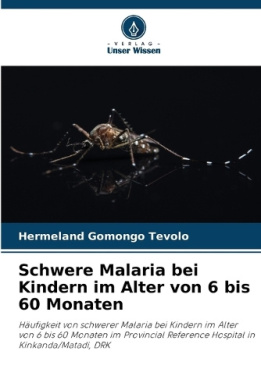 VERLAG
Unser Wissen
Hermeland Gomongo Tevolo
Schwere Malaria bei
Kindern im Alter von 6 bis
60 Monaten
Häufigkeit von schwerer Malaria bei Kindern im Alter
von 6 bis 60 Monaten im Provincial Reference Hospital in
Kinkanda/Matadi, DRK